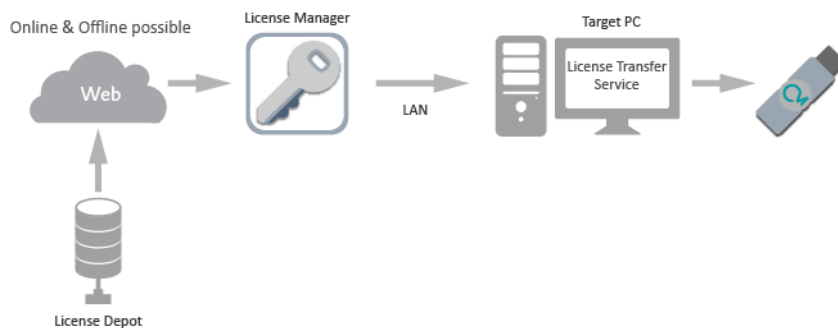 Online & Offline possible
License Manager
Target PC
Web
License Transfer
Service
LAN
License Depot